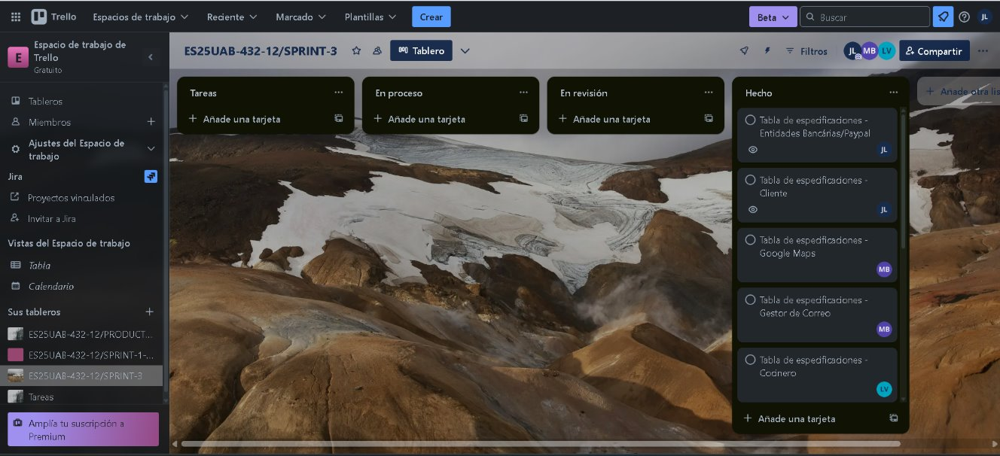 Trello
Espacios de trabajo
Reciente
Marcado
Plantillas
Crear
Beta
Buscar
JL
E
Espacio de trabajo de
Trello
Gratuito
Tableros
Miembros
Ajustes del Espacio de
trabajo
Jira
Proyectos vinculados
Invitar a Jira
Vistas del Espacio de trabajo
Tabla
Calendario
Sus tableros
ES25UAB-432-12/PRODUCT...
ES25UAB-432-12/SPRINT-1-...
ES25UAB-432-12/SPRINT-3
Tareas
Amplía tu suscripción a
Premium
ES25UAB-432-12/SPRINT-3
Tablero
Filtros
JL
MB
LV
Compartir
Tareas
Añade una tarjeta
En proceso
Añade una tarjeta
En revisión
Añade una tarjeta
Hecho
Tabla de especificaciones -
Entidades Bancárias/Paypal
JL
Tabla de especificaciones -
Cliente
JL
Tabla de especificaciones -
Google Maps
MB
Tabla de especificaciones -
Gestor de Correo
MB
Tabla de especificaciones -
Cocinero
LV
Añade una tarjeta
Añade otra lis